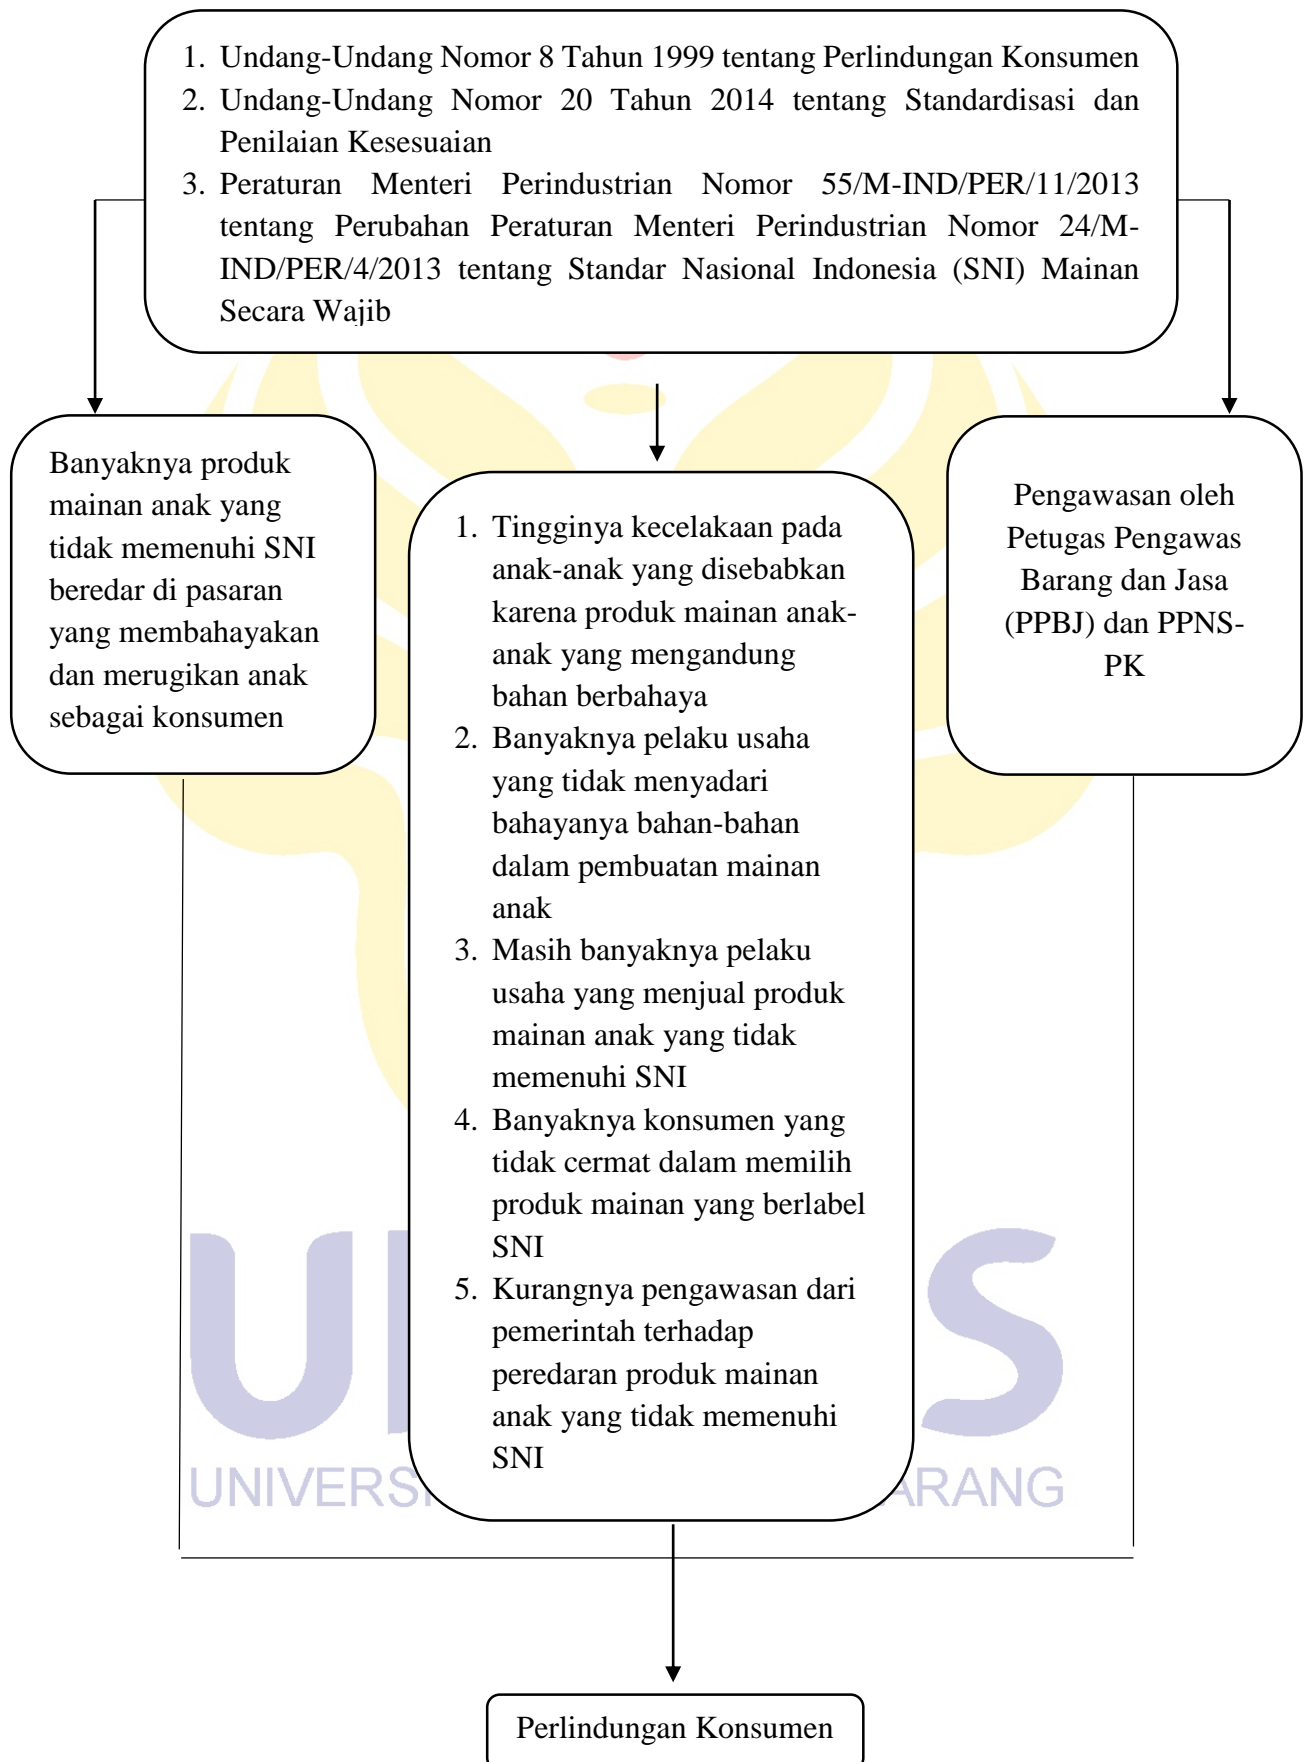 1. Undang-Undang Nomor 8 Tahun 1999 tentang Perlindungan Konsumen
2. Undang-Undang Nomor 20 Tahun 2014 tentang Standardisasi dan
Penilaian Kesesuaian
3. Peraturan Menteri Perindustrian Nomor 55/M-IND/PER/11/2013
tentang Perubahan Peraturan Menteri Perindustrian Nomor 24/M-
IND/PER/4/2013 tentang Standar Nasional Indonesia (SNI) Mainan
Secara Wajib
Banyaknya produk
mainan anak yang
tidak memenuhi SNI
beredar di pasaran
yang membahayakan
dan merugikan anak
sebagai konsumen
1. Tingginya kecelakaan pada
anak-anak yang disebabkan
karena produk mainan anak-
anak yang mengandung
bahan berbahaya
2. Banyaknya pelaku usaha
yang tidak menyadari
bahayanya bahan-bahan
dalam pembuatan mainan
anak
3. Masih banyaknya pelaku
usaha yang menjual produk
mainan anak yang tidak
memenuhi SNI
4. Banyaknya konsumen yang
tidak cermat dalam memilih
produk mainan yang berlabel
SNI
5. Kurangnya pengawasan dari
pemerintah terhadap
peredaran produk mainan
anak yang tidak memenuhi
SNI
Pengawasan oleh
Petugas Pengawas
Barang dan Jasa
(PPBJ) dan PPNS-
PK
Perlindungan Konsumen